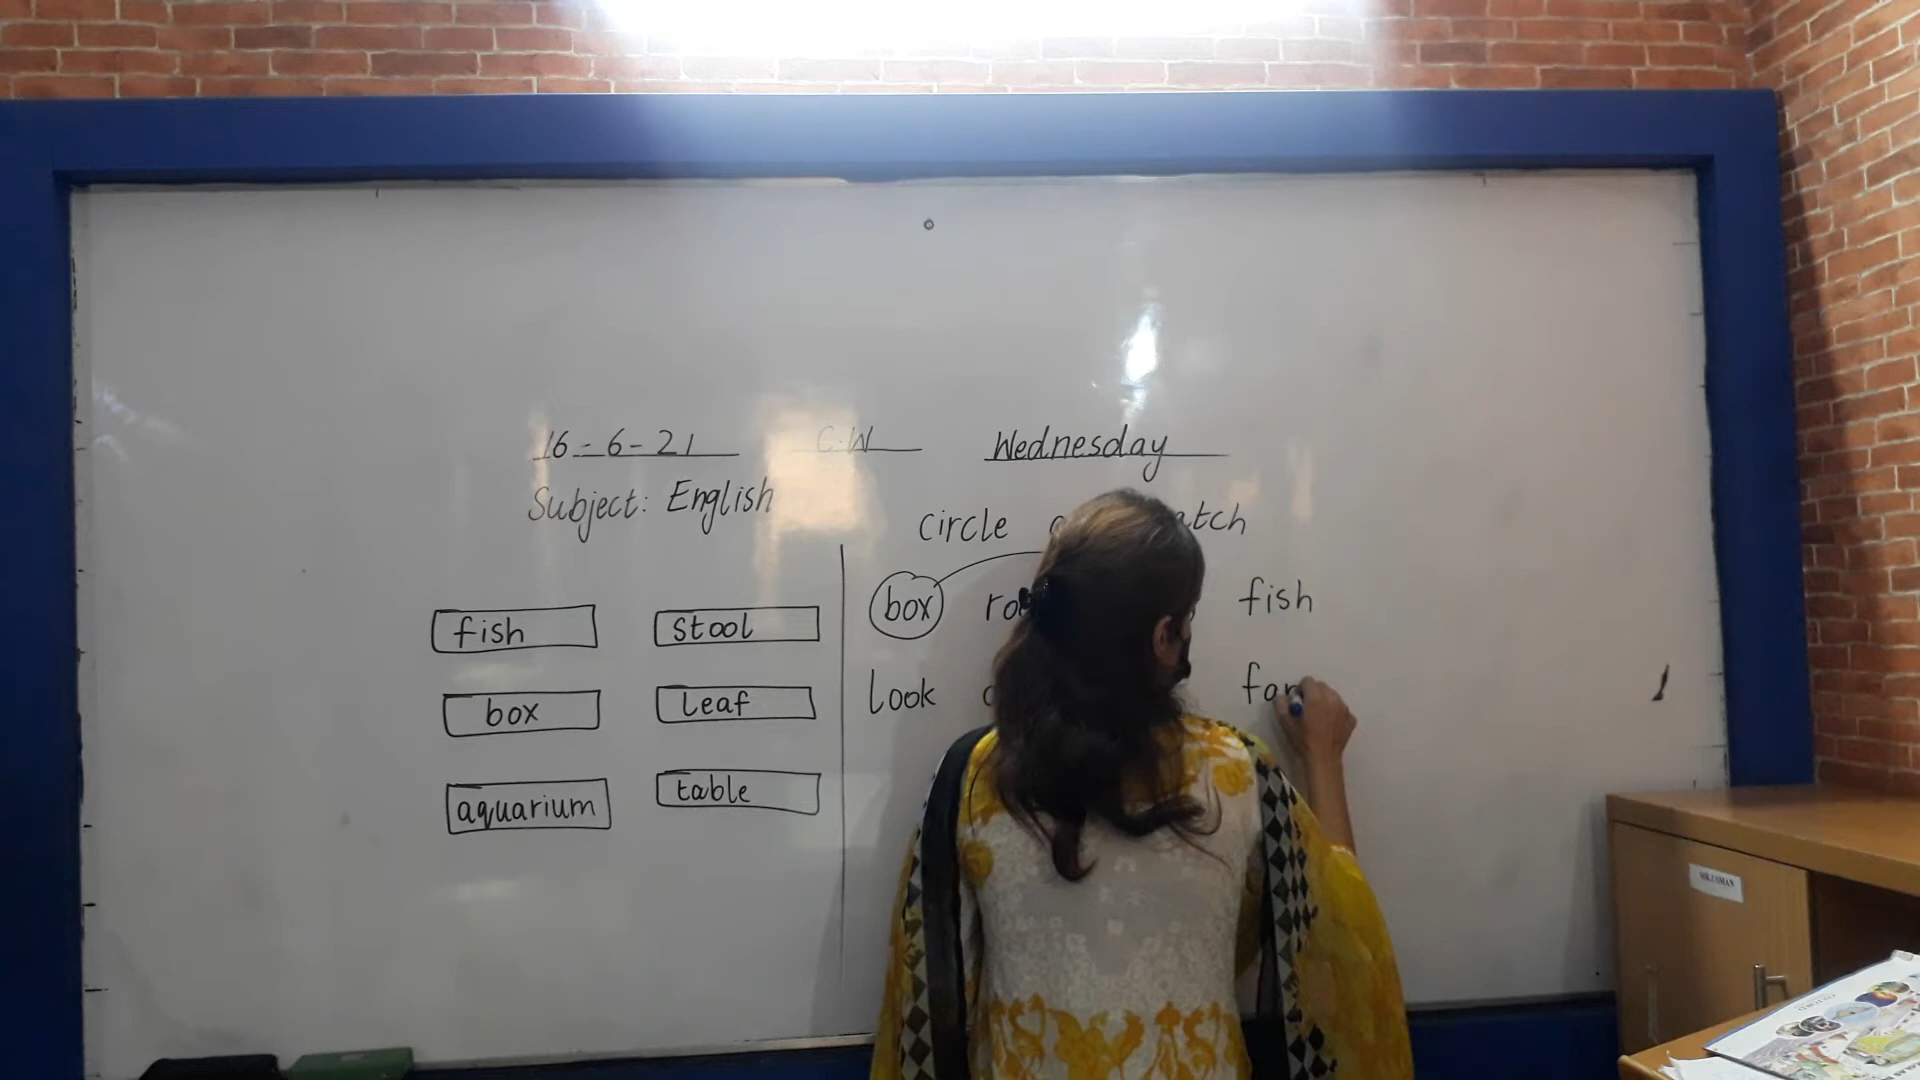 16-6-21 C.W Wednesday
Subject: English
circle
fish stool
box leaf
aquarium table
box fish
look